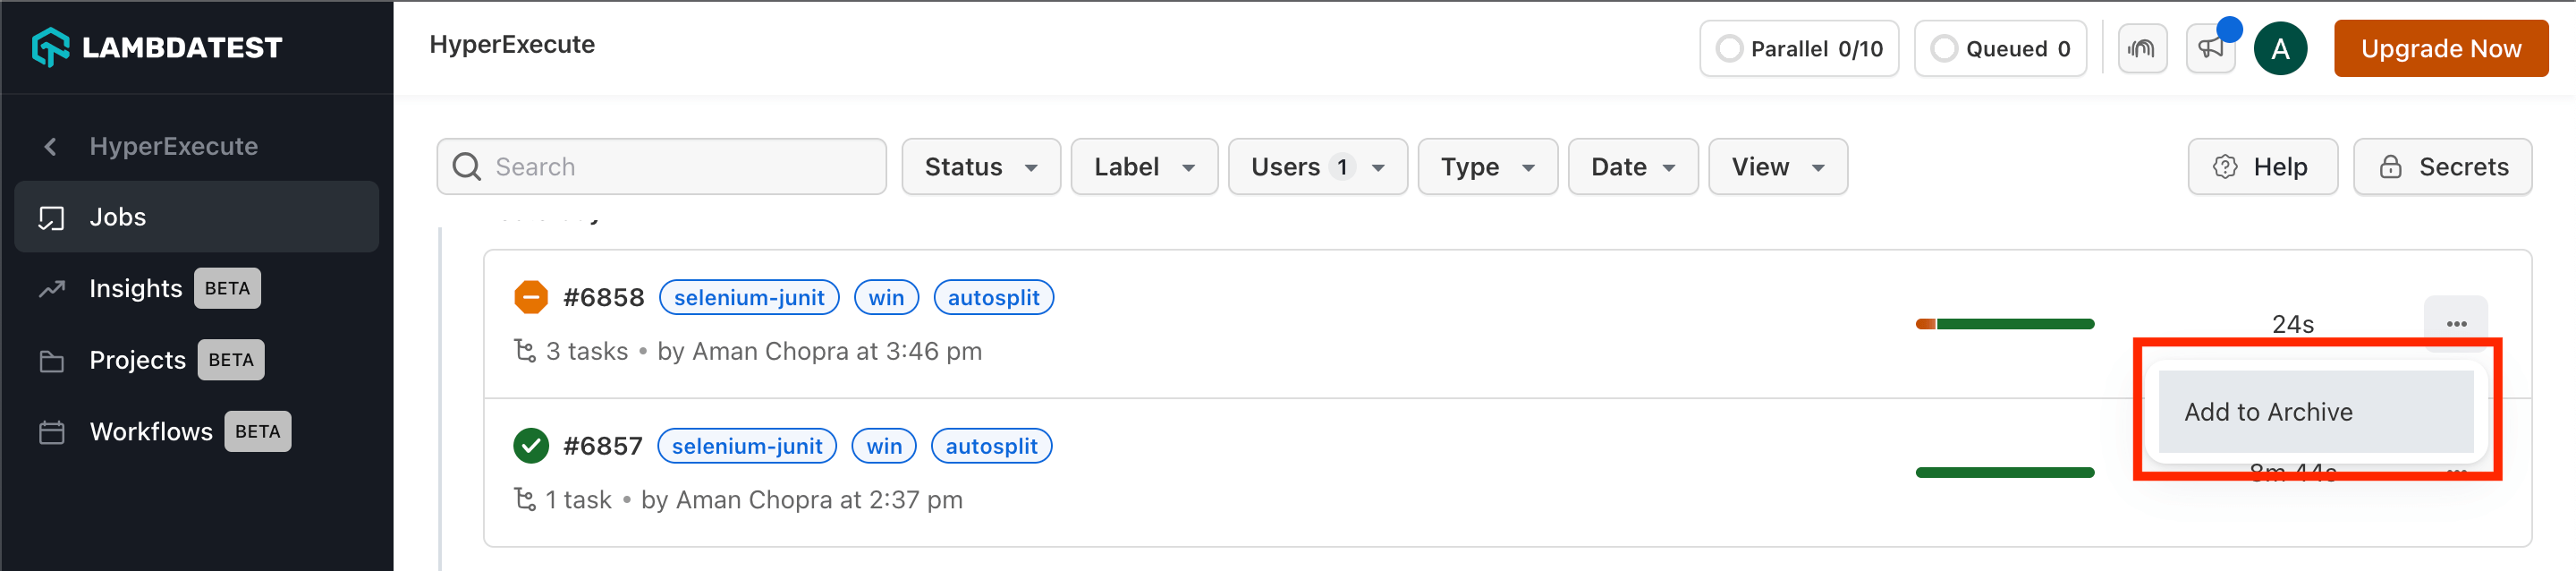 LAMBDATEST
HyperExecute
Parallel 0/10
Queued 0
A
Upgrade Now
HyperExecute
Jobs
Insights BETA
Projects BETA
Workflows BETA
Search
Status
Label
Users 1
Type
Date
View
Help
Secrets
#6858 selenium-junit win autosplit
3 tasks • by Aman Chopra at 3:46 pm
24s
Add to Archive
#6857 selenium-junit win autosplit
1 task • by Aman Chopra at 2:37 pm
8m 44s